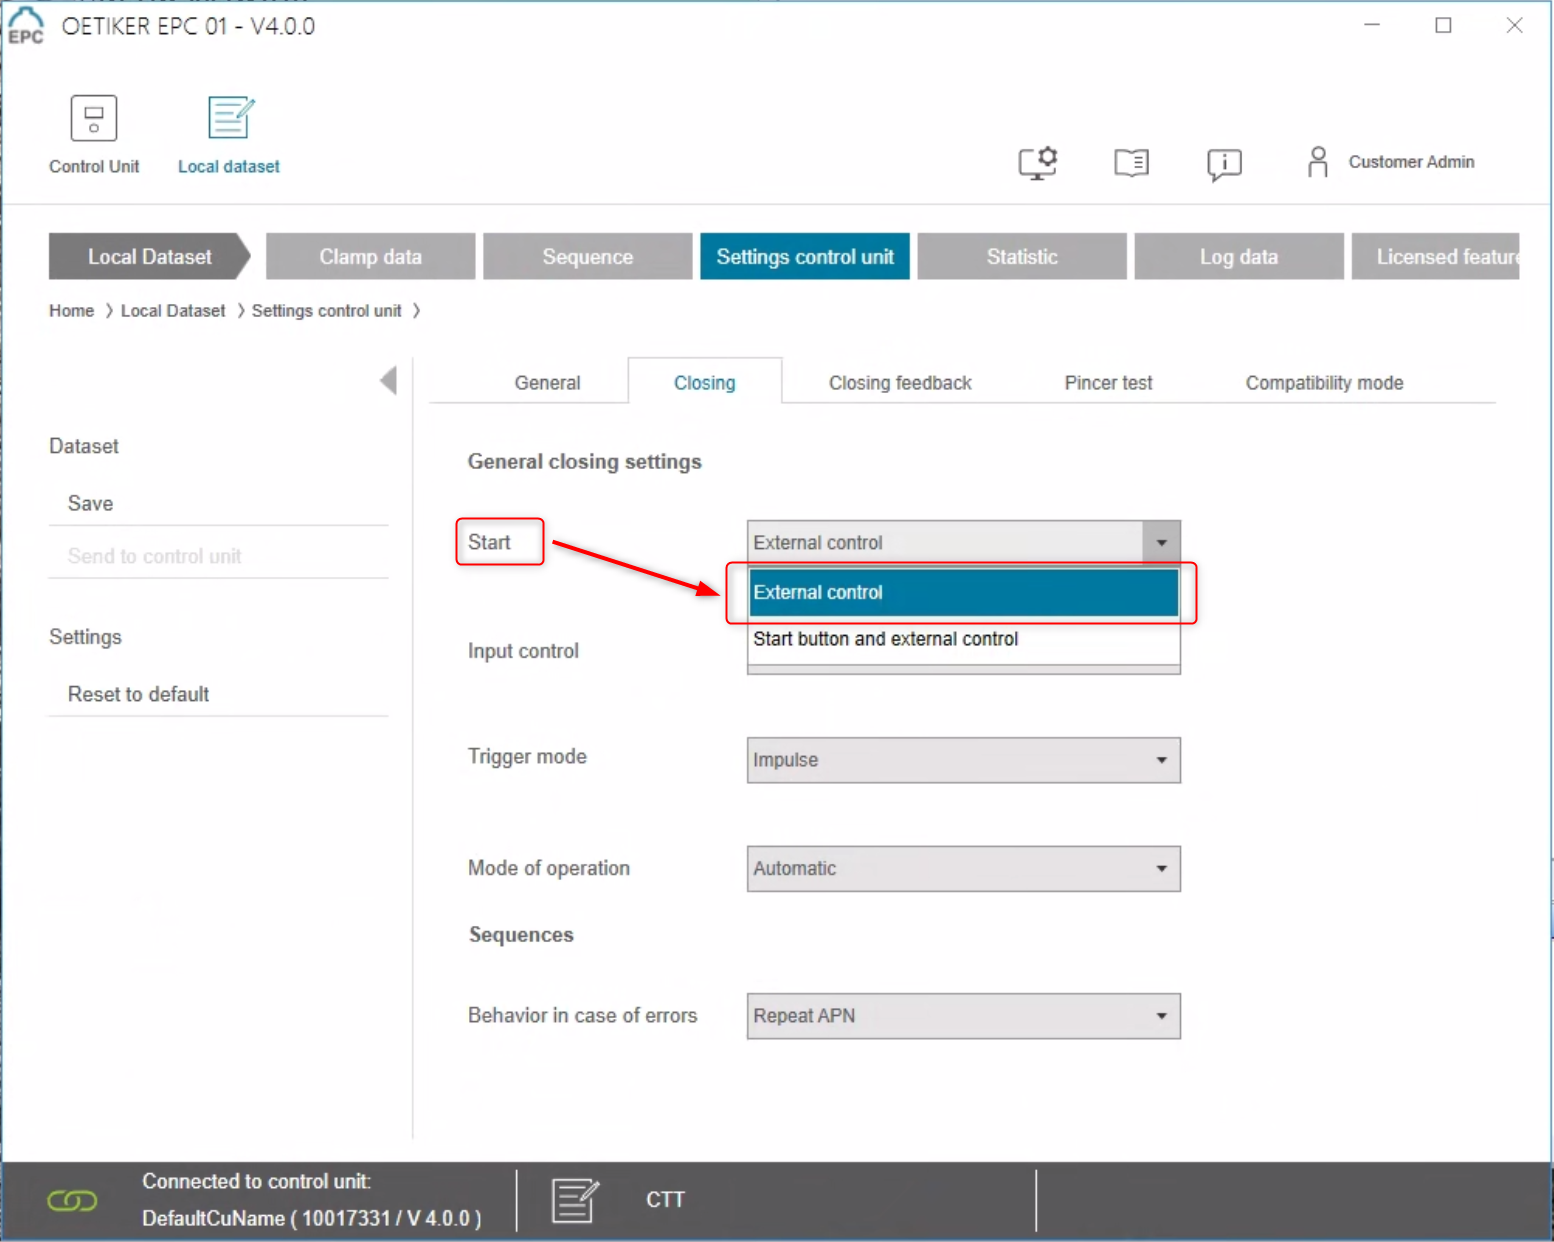 EPC
OETIKER EPC 01 - V4.0.0
Control Unit
Local dataset
Customer Admin
Local Dataset
Clamp data
Sequence
Settings control unit
Statistic
Log data
Licensed feature
Home
Local Dataset
Settings control unit
General
Closing
Closing feedback
Pincer test
Compatibility mode
Dataset
Save
Send to control unit
Settings
Reset to default
General closing settings
Start
External control
External control
Start button and external control
Input control
Trigger mode
Impulse
Mode of operation
Automatic
Sequences
Behavior in case of errors
Repeat APN
Connected to control unit:
DefaultCuName ( 10017331 / V 4.0.0 )
CTT